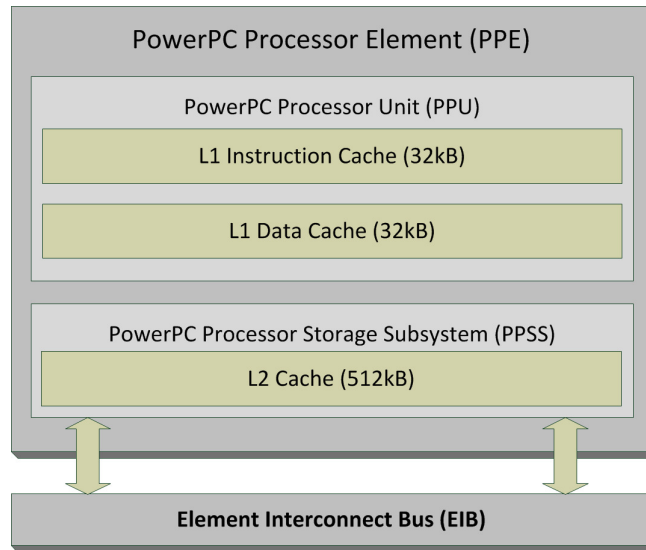 PowerPC Processor Element (PPE)
PowerPC Processor Unit (PPU)
L1 Instruction Cache (32kB)
L1 Data Cache (32kB)
PowerPC Processor Storage Subsystem (PPSS)
L2 Cache (512kB)
Element Interconnect Bus (EIB)